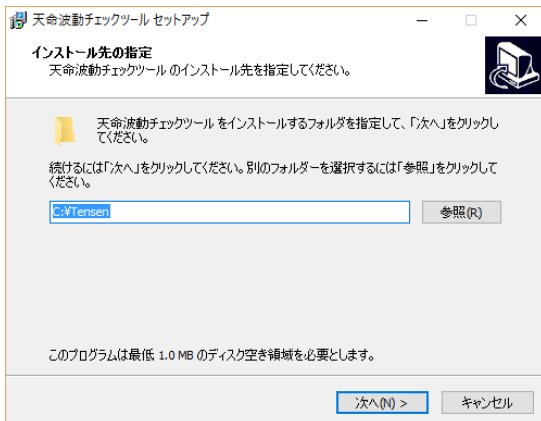 天命波動チェックツール セットアップ
インストール先の指定
天命波動チェックツール のインストール先を指定してください。
天命波動チェックツール をインストールするフォルダを指定して、「次へ」をクリックし
てください。
続けるには「次へ」をクリックしてください。別のフォルダーを選択するには「参照」をクリックして
ください。
C:¥Tensen
参照(R)
このプログラムは最低 1.0 MB のディスク空き領域を必要とします。
次へ(N) >
キャンセル